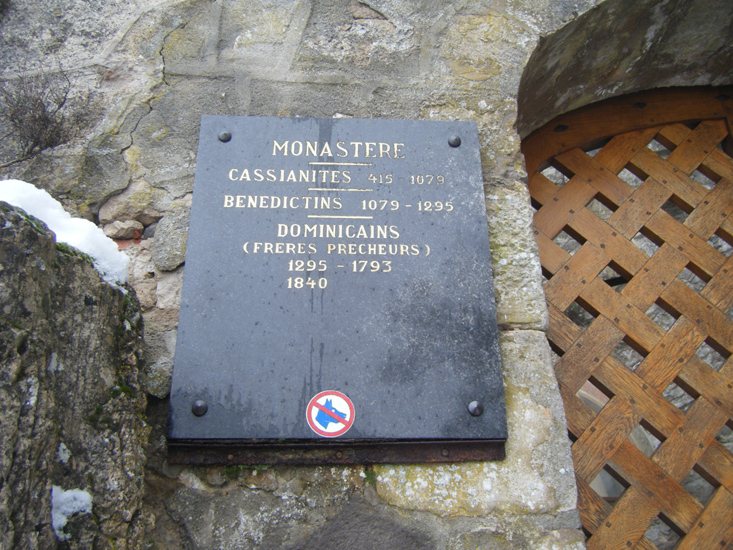 MONASTERE
CASSIANITES 415 - 1079
BENEDICTINS 1079 - 1295
DOMINICAINS
(FRERES PRECHEURS)
1295 - 1793
1840